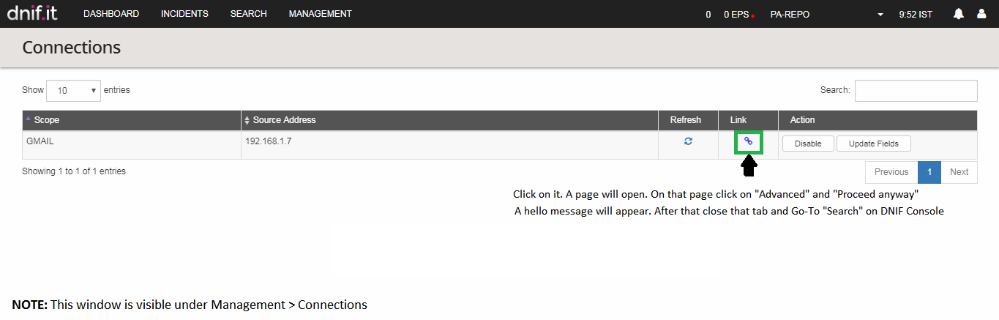 dnif.it DASHBOARD INCIDENTS SEARCH MANAGEMENT 0 0 EPS PA-REPO 9:52 IST
Connections
Show 10 entries Search:
Scope Source Address Refresh Link Action
GMAIL 192.168.1.7 Disable Update Fields
Showing 1 to 1 of 1 entries Previous 1 Next
Click on it. A page will open. On that page click on "Advanced" and "Proceed anyway"
A hello message will appear. After that close that tab and Go-To "Search" on DNIF Console
NOTE: This window is visible under Management > Connections